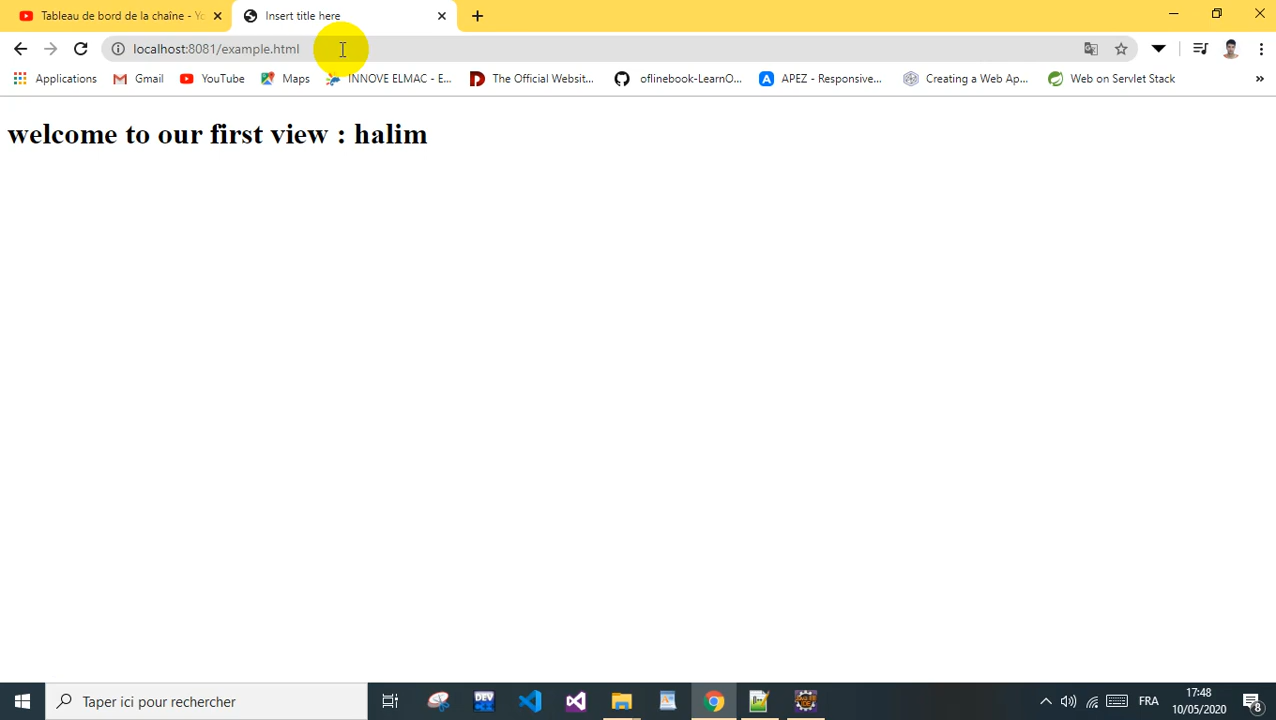 Tableau de bord de la chaîne - Yo
Insert title here
localhost:8081/example.html
Applications
Gmail
YouTube
Maps
INNOVE ELMAC - E...
The Official Websit...
oflinebook-LearnO...
APEZ - Responsive...
Creating a Web Ap...
Web on Servlet Stack
»
welcome to our first view : halim
Taper ici pour rechercher
DEV
C++
FRA
17:48
10/05/2020
8